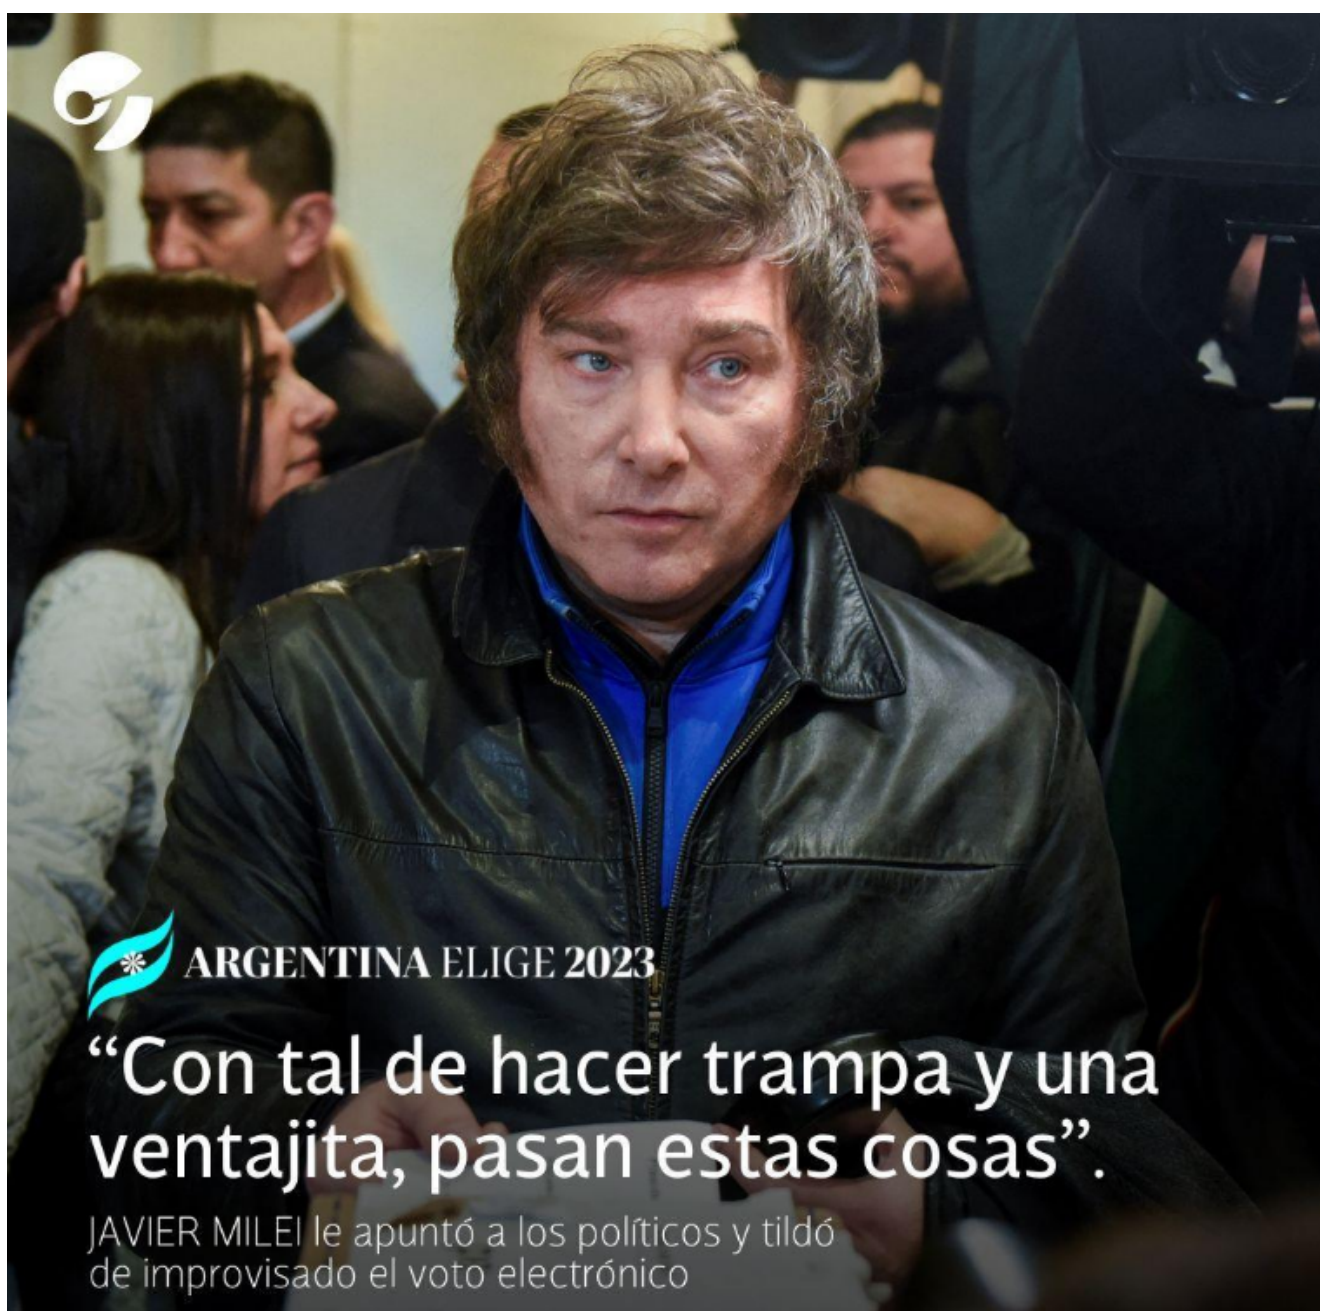 ARGENTINA ELIGE 2023
“Con tal de hacer trampa y una
ventajita, pasan estas cosas”.
JAVIER MILEI le apuntó a los políticos y tildó
de improvisado el voto electrónico